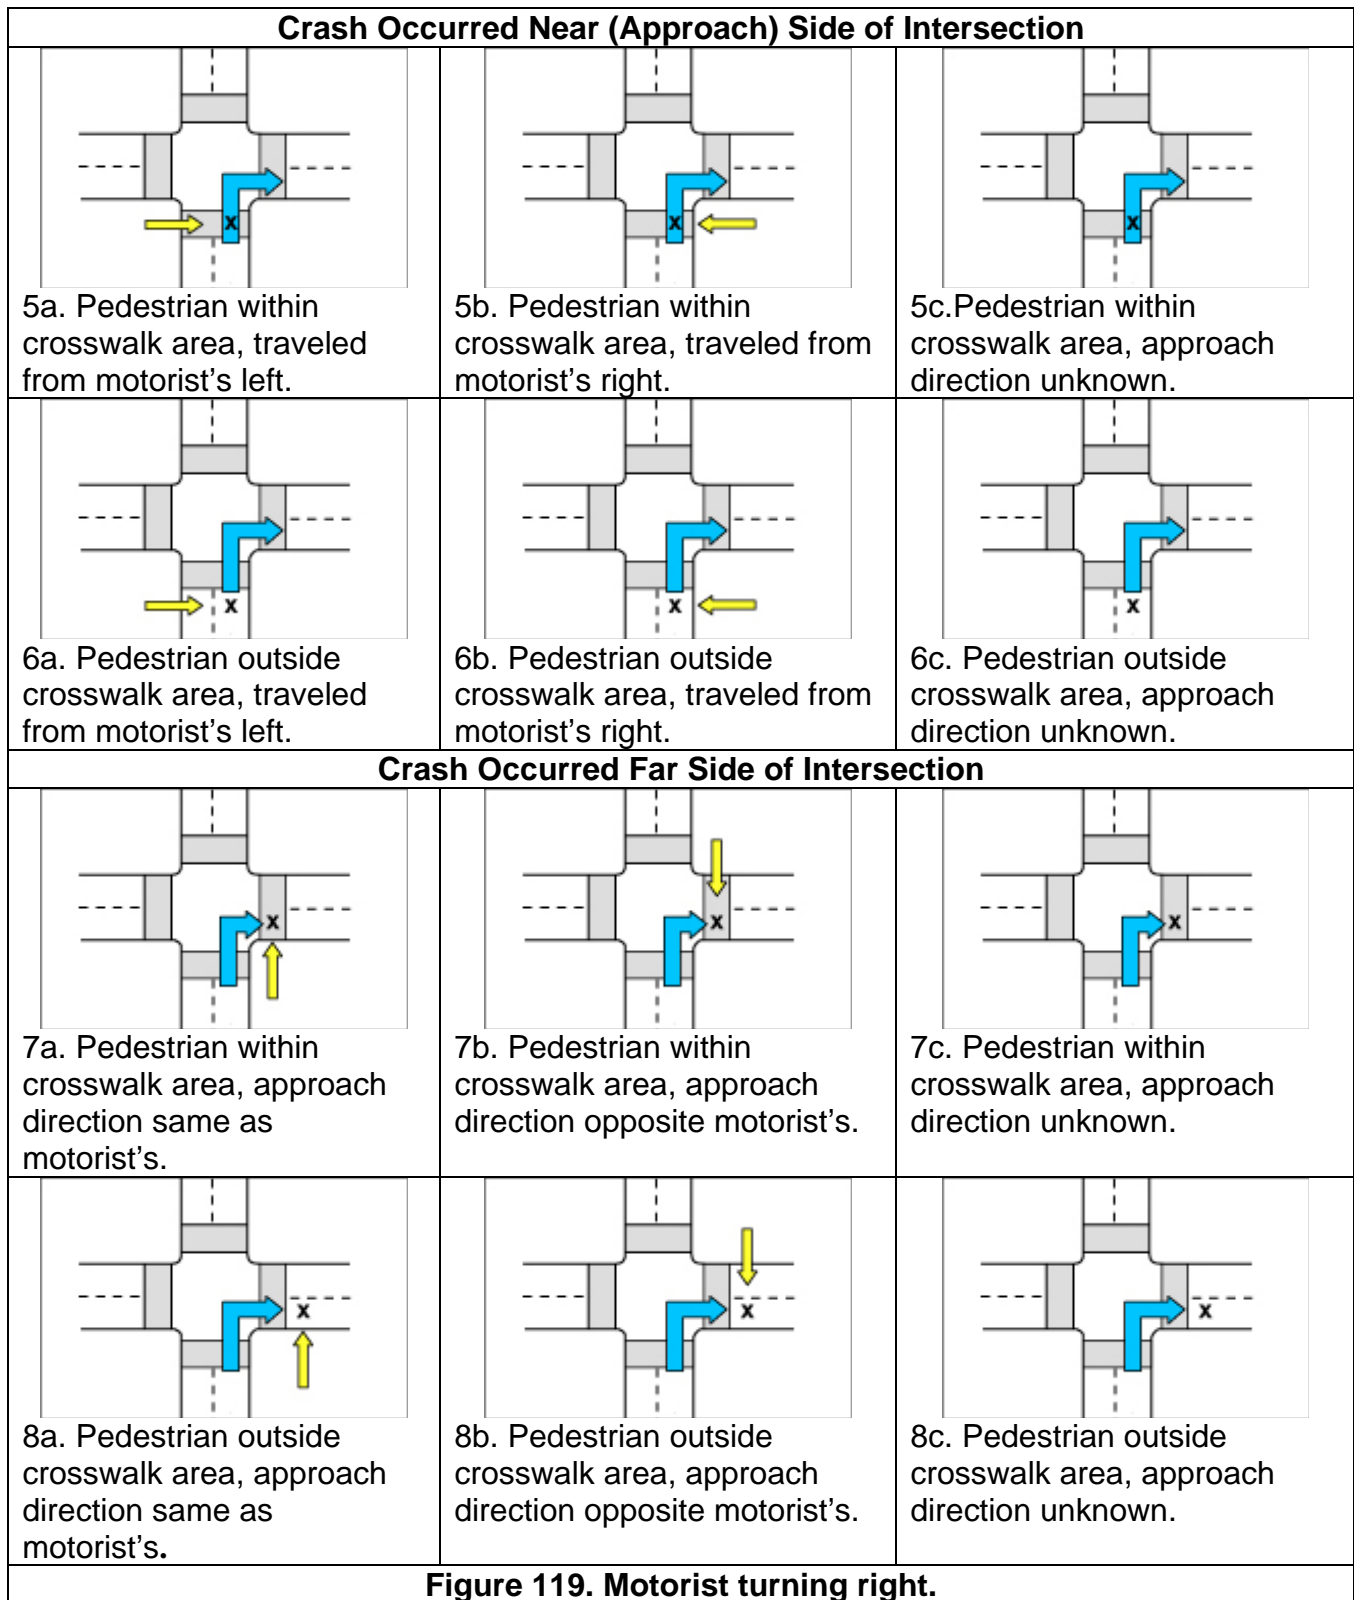 Crash Occurred Near (Approach) Side of Intersection
X
X
X
5a. Pedestrian within
crosswalk area, traveled
from motorist's left.
5b. Pedestrian within
crosswalk area, traveled from
motorist's right.
5c.Pedestrian within
crosswalk area, approach
direction unknown.
X
X
X
6a. Pedestrian outside
crosswalk area, traveled
from motorist's left.
6b. Pedestrian outside
crosswalk area, traveled from
motorist's right.
6c. Pedestrian outside
crosswalk area, approach
direction unknown.
Crash Occurred Far Side of Intersection
X
X
X
7a. Pedestrian within
crosswalk area, approach
direction same as
motorist's.
7b. Pedestrian within
crosswalk area, approach
direction opposite motorist's.
7c. Pedestrian within
crosswalk area, approach
direction unknown.
X
X
X
8a. Pedestrian outside
crosswalk area, approach
direction same as
motorist's.
8b. Pedestrian outside
crosswalk area, approach
direction opposite motorist's.
8c. Pedestrian outside
crosswalk area, approach
direction unknown.
Figure 119. Motorist turning right.